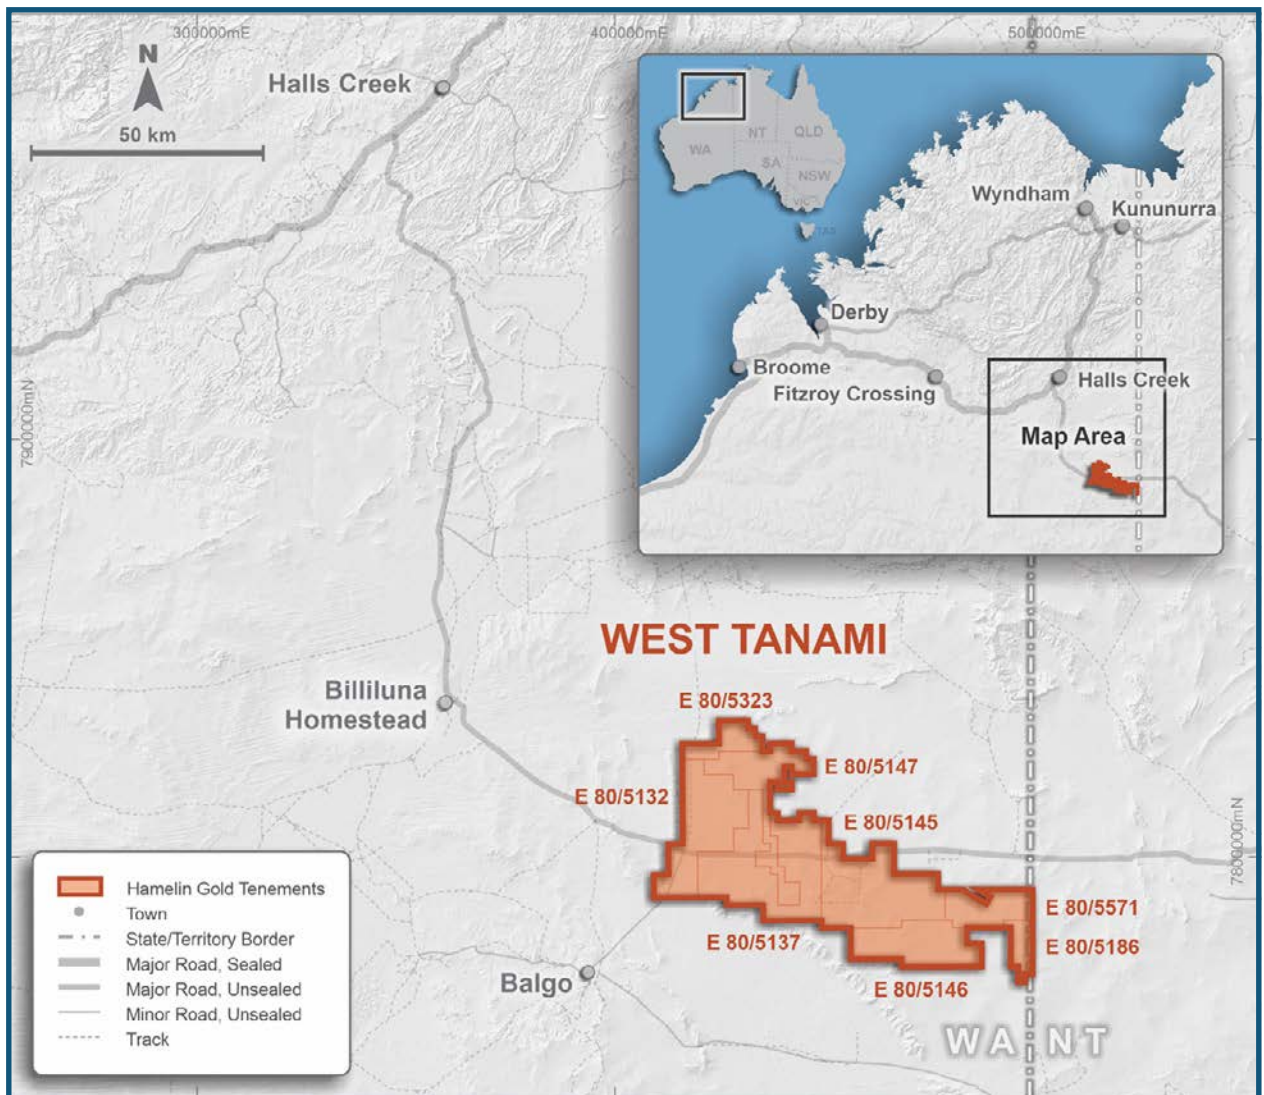 300000mE
400000mE
500000mE
N
50 km
Halls Creek
WA
NT
QLD
SA
NSW
VIC
TAS
Wyndham
Kununurra
Derby
Broome
Fitzroy Crossing
Halls Creek
Map Area
7900000mN
WEST TANAMI
Billiluna
Homestead
E 80/5323
E 80/5147
E 80/5132
E 80/5145
7800000mN
E 80/5571
E 80/5137
E 80/5186
E 80/5146
Balgo
WA NT
Hamelin Gold Tenements
Town
State/Territory Border
Major Road, Sealed
Major Road, Unsealed
Minor Road, Unsealed
Track